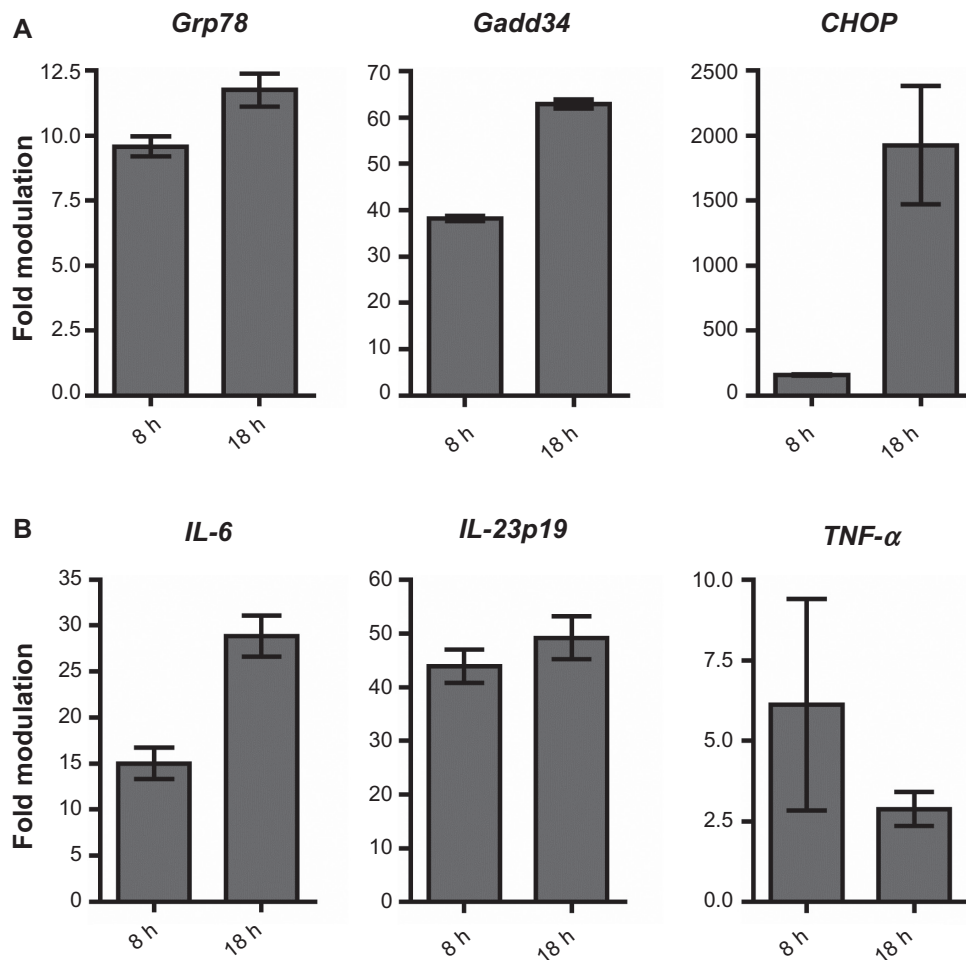 A
Grp78
Gadd34
CHOP
Fold modulation
12.5
10.0
7.5
5.0
2.5
0.0
8 h
18 h
70
60
50
40
30
20
10
0
8 h
18 h
2500
2000
1500
1000
500
0
8 h
18 h
B
IL-6
IL-23p19
TNF-α
Fold modulation
35
30
25
20
15
10
5
0
8 h
18 h
60
50
40
30
20
10
0
8 h
18 h
10.0
7.5
5.0
2.5
0.0
8 h
18 h